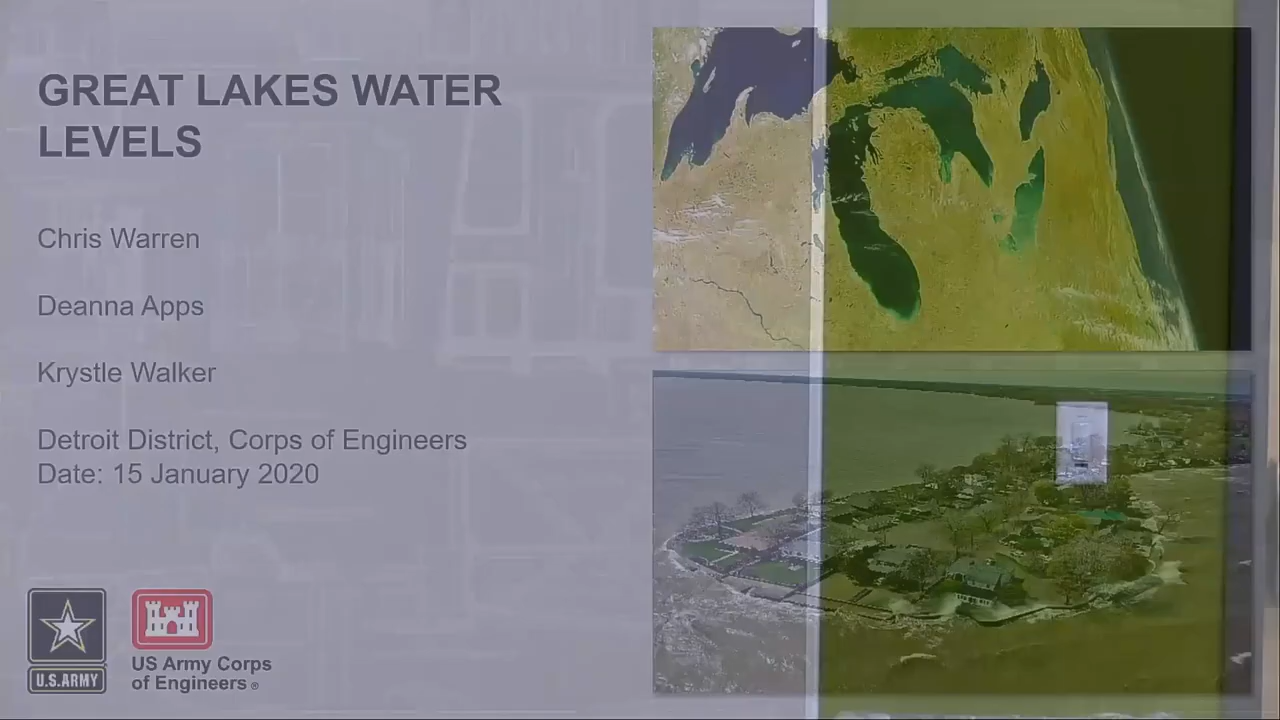 GREAT LAKES WATER
LEVELS
Chris Warren
Deanna Apps
Krystle Walker
Detroit District, Corps of Engineers
Date: 15 January 2020
U.S.ARMY
US Army Corps
of Engineers ®